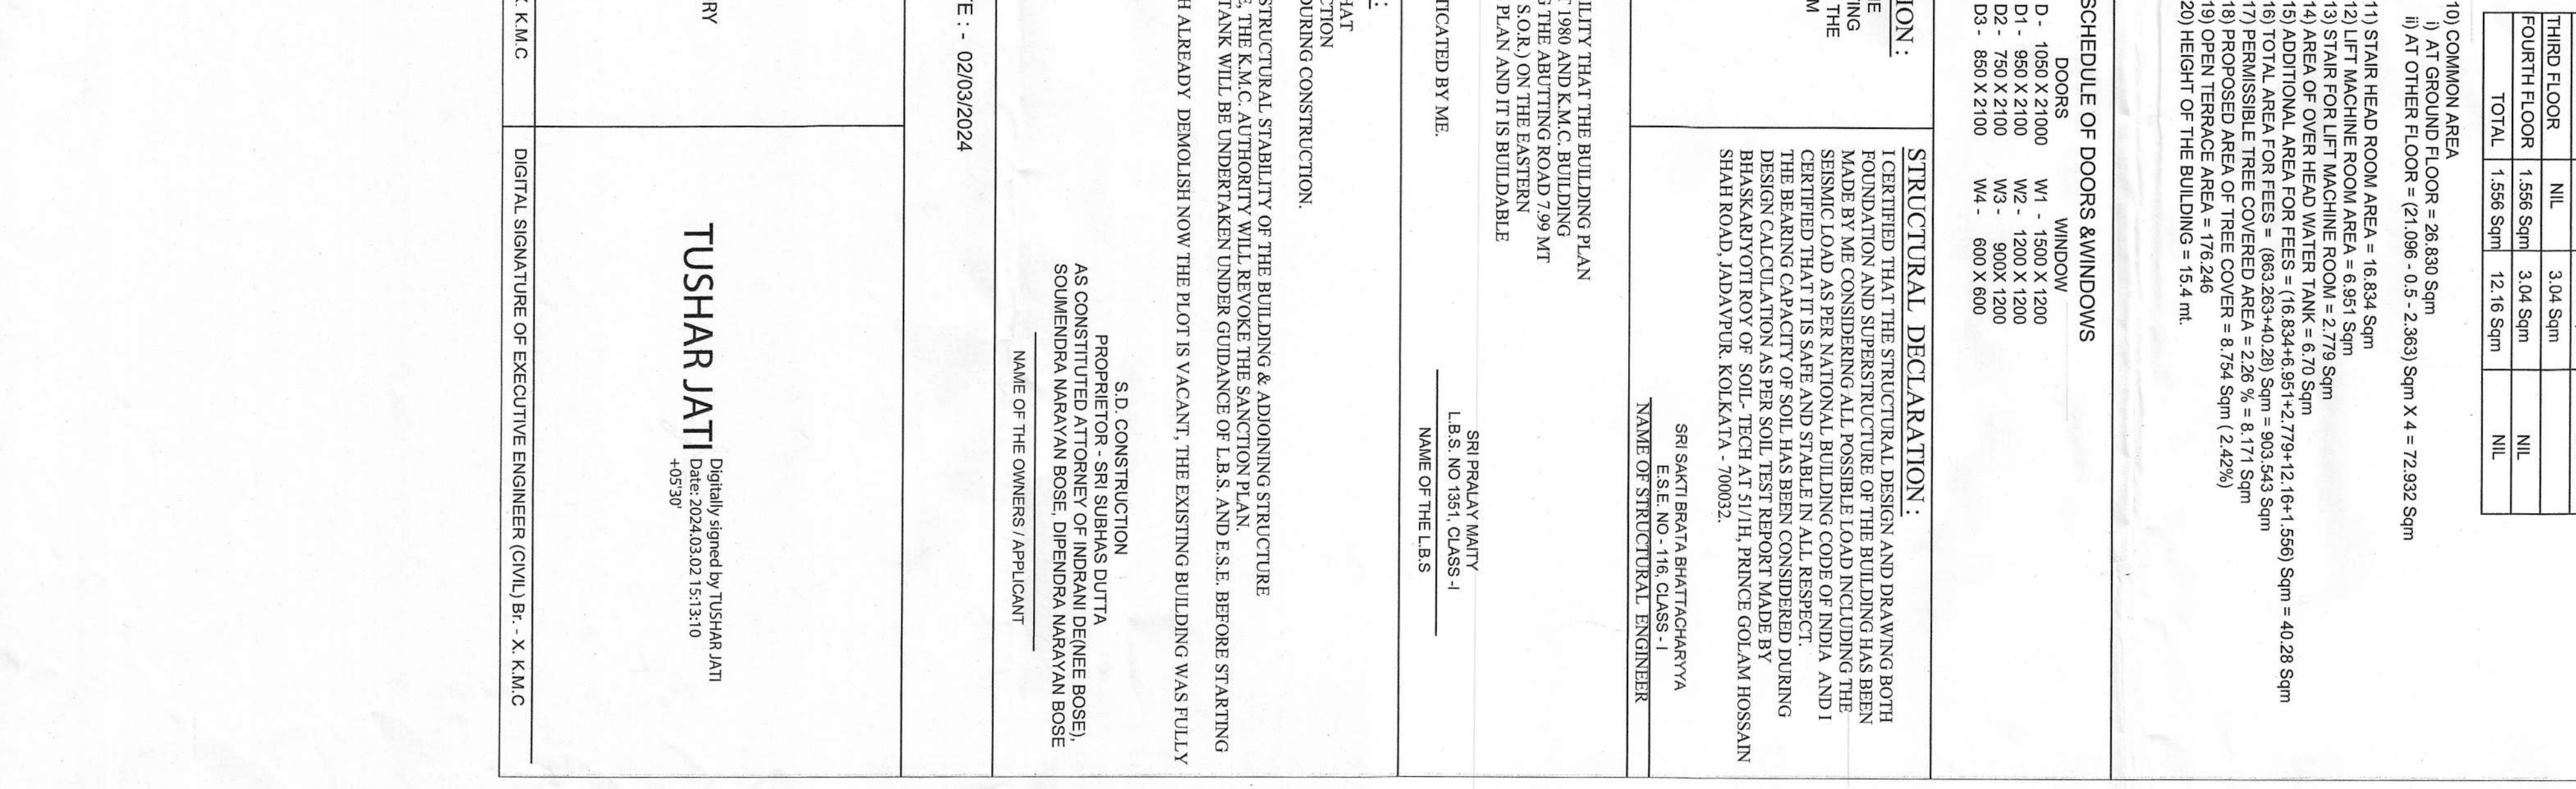 THIRD FLOOR NIL 3.04 Sqm
FOURTH FLOOR 1.556 Sqm 3.04 Sqm NIL
TOTAL 1.556 Sqm 12.16 Sqm NIL
10) COMMON AREA
i) AT GROUND FLOOR = 26.830 Sqm
ii) AT OTHER FLOOR = (21.096 - 0.5 - 2.363) Sqm X 4 = 72.932 Sqm
11) STAIR HEAD ROOM AREA = 16.834 Sqm
12) LIFT MACHINE ROOM AREA = 6.951 Sqm
13) STAIR FOR LIFT MACHINE ROOM = 2.779 Sqm
14) AREA OF OVER HEAD WATER TANK = 6.70 Sqm
15) ADDITIONAL AREA FOR FEES = (16.834+6.951+2.779+12.16+1.556) Sqm = 40.28 Sqm
16) TOTAL AREA FOR FEES = (863.263+40.28) Sqm = 903.543 Sqm
17) PERMISSIBLE TREE COVERED AREA = 2.26 % = 8.171 Sqm
18) PROPOSED AREA OF TREE COVER = 8.754 Sqm ( 2.42%)
19) OPEN TERRACE AREA = 176.246
20) HEIGHT OF THE BUILDING = 15.4 mt.
SCHEDULE OF DOORS &WINDOWS
DOORS WINDOW
D - 1050 X 21000 W1 - 1500 X 1200
D1 - 950 X 2100 W2 - 1200 X 1200
D2 - 750 X 2100 W3 - 900X 1200
D3 - 850 X 2100 W4 - 600 X 600
ION :
IE
ING
THE
M
STRUCTURAL DECLARATION :
I CERTIFIED THAT THE STRUCTURAL DESIGN AND DRAWING BOTH
FOUNDATION AND SUPERSTRUCTURE OF THE BUILDING HAS BEEN
MADE BY ME CONSIDERING ALL POSSIBLE LOAD INCLUDING THE
SEISMIC LOAD AS PER NATIONAL BUILDING CODE OF INDIA AND I
CERTIFIED THAT IT IS SAFE AND STABLE IN ALL RESPECT.
THE BEARING CAPACITY OF SOIL HAS BEEN CONSIDERED DURING
DESIGN CALCULATION AS PER SOIL TEST REPORT MADE BY
BHASKARJYOTI ROY OF SOIL- TECH AT 51/1H, PRINCE GOLAM HOSSAIN
SHAH ROAD, JADAVPUR. KOLKATA - 700032.
SRI SAKTI BRATA BHATTACHARYYA
E.S.E. NO - 116, CLASS - I
NAME OF STRUCTURAL ENGINEER
ILITY THAT THE BUILDING PLAN
1980 AND K.M.C. BUILDING
G THE ABUTTING ROAD 7.99 MT
S.O.R.) ON THE EASTERN
PLAN AND IT IS BUILDABLE
TICATED BY ME.
SRI PRALAY MAITY
L.B.S. NO 1351, CLASS -I
NAME OF THE L.B.S
:
HAT
CTION
OURING CONSTRUCTION.
STRUCTURAL STABILITY OF THE BUILDING & ADJOINING STRUCTURE
E, THE K.M.C. AUTHORITY WILL REVOKE THE SANCTION PLAN.
TANK WILL BE UNDERTAKEN UNDER GUIDANCE OF L.B.S. AND E.S.E. BEFORE STARTING
H ALREADY DEMOLISH NOW THE PLOT IS VACANT, THE EXISTING BUILDING WAS FULLY
S.D. CONSTRUCTION
PROPRIETOR - SRI SUBHAS DUTTA
AS CONSTITUTED ATTORNEY OF INDRANI DE(NEE BOSE),
SOUMENDRA NARAYAN BOSE, DIPENDRA NARAYAN BOSE
NAME OF THE OWNERS / APPLICANT
TE : - 02/03/2024
RY
TUSHAR JATI
Digitally signed by TUSHAR JATI
Date: 2024.03.02 15:13:10
+05'30'
. K.M.C
DIGITAL SIGNATURE OF EXECUTIVE ENGINEER (CIVIL) Br. - X. K.M.C